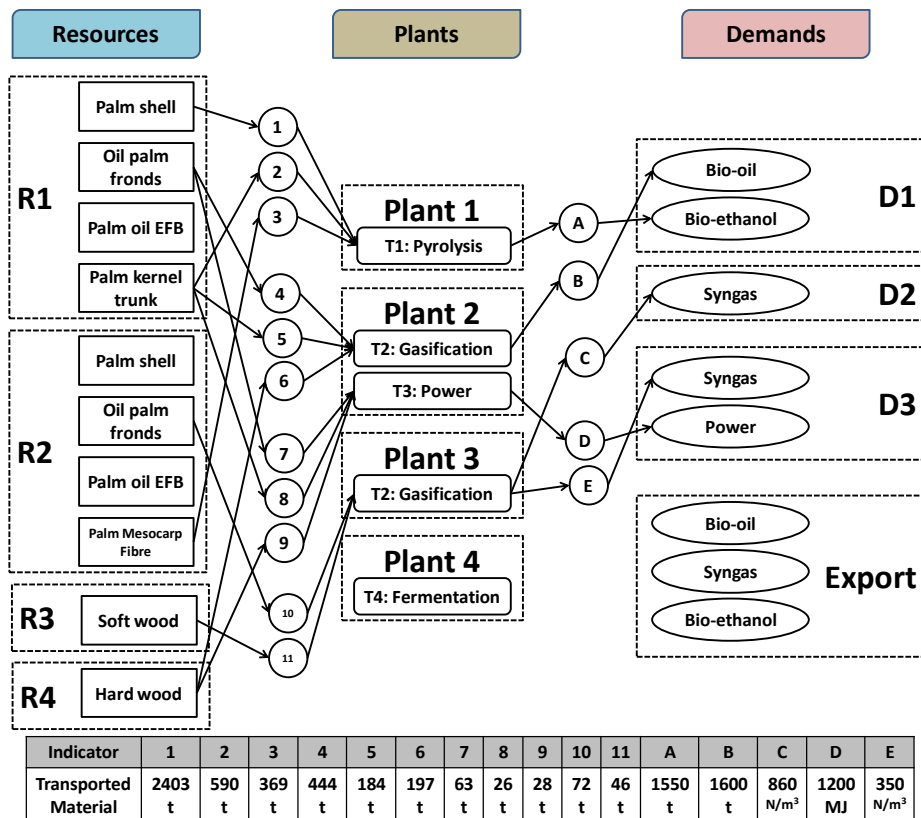 Resources
Plants
Demands
R1
Palm shell
Oil palm
fronds
Palm oil EFB
Palm kernel
trunk
R2
Palm shell
Oil palm
fronds
Palm oil EFB
Palm Mesocarp
Fibre
R3
Soft wood
R4
Hard wood
1
2
3
4
5
6
7
8
9
10
11
Plant 1
T1: Pyrolysis
Plant 2
T2: Gasification
T3: Power
Plant 3
T2: Gasification
Plant 4
T4: Fermentation
A
B
C
D
E
Bio-oil
Bio-ethanol
D1
Syngas
D2
Syngas
Power
D3
Bio-oil
Syngas
Bio-ethanol
Export
Indicator 1 2 3 4 5 6 7 8 9 10 11 A B C D E
Transported 2403 590 369 444 184 197 63 26 28 72 46 1550 1600 860 1200 350
Material t t t t t t t t t t t t t N/m³ MJ N/m³